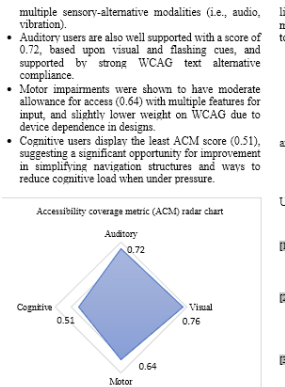 multiple sensory-alternative modalities (i.e., audio,
vibration).
• Auditory users are also well supported with a score of
0.72, based upon visual and flashing cues, and
supported by strong WCAG text alternative
compliance.
• Motor impairments were shown to have moderate
allowance for access (0.64) with multiple features for
input, and slightly lower weight on WCAG due to
device dependence in designs.
• Cognitive users display the least ACM score (0.51),
suggesting a significant opportunity for improvement
in simplifying navigation structures and ways to
reduce cognitive load when under pressure.
Accessibility coverage metric (ACM) radar chart
Auditory
0.72
Cognitive
0.51
Visual
0.76
0.64
Motor